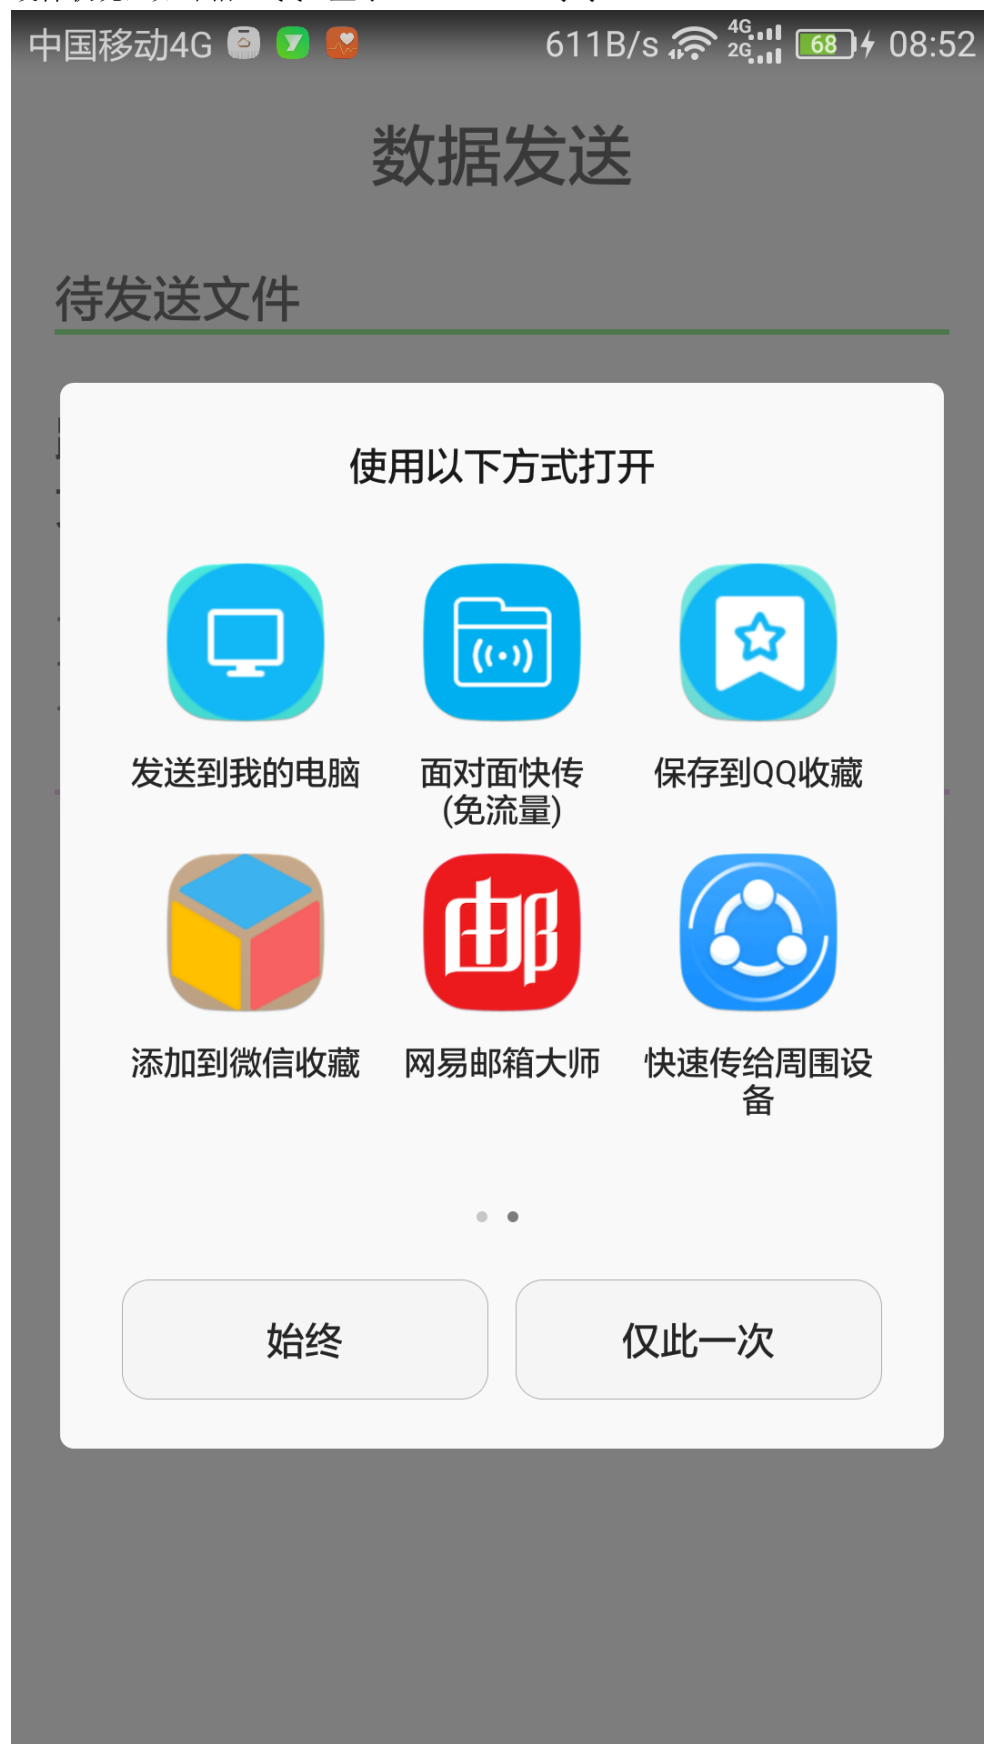 中国移动4G 611B/s 4G 2G 68 08:52
数据发送
待发送文件
使用以下方式打开
发送到我的电脑 面对面快传 保存到QQ收藏
(免流量)
邮
添加到微信收藏 网易邮箱大师 快速传给周围设
备
始终 仅此一次